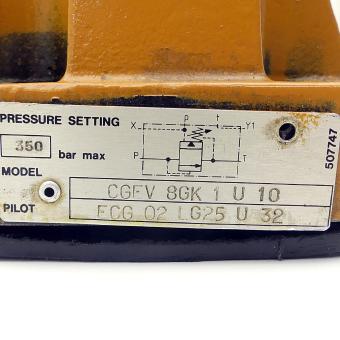 PRESSURE SETTING
350 bar max
MODEL
CGFV 8GK 1 U 10
PILOT
FCG 02 LG25 U 32
X p t Y1
P T
507747